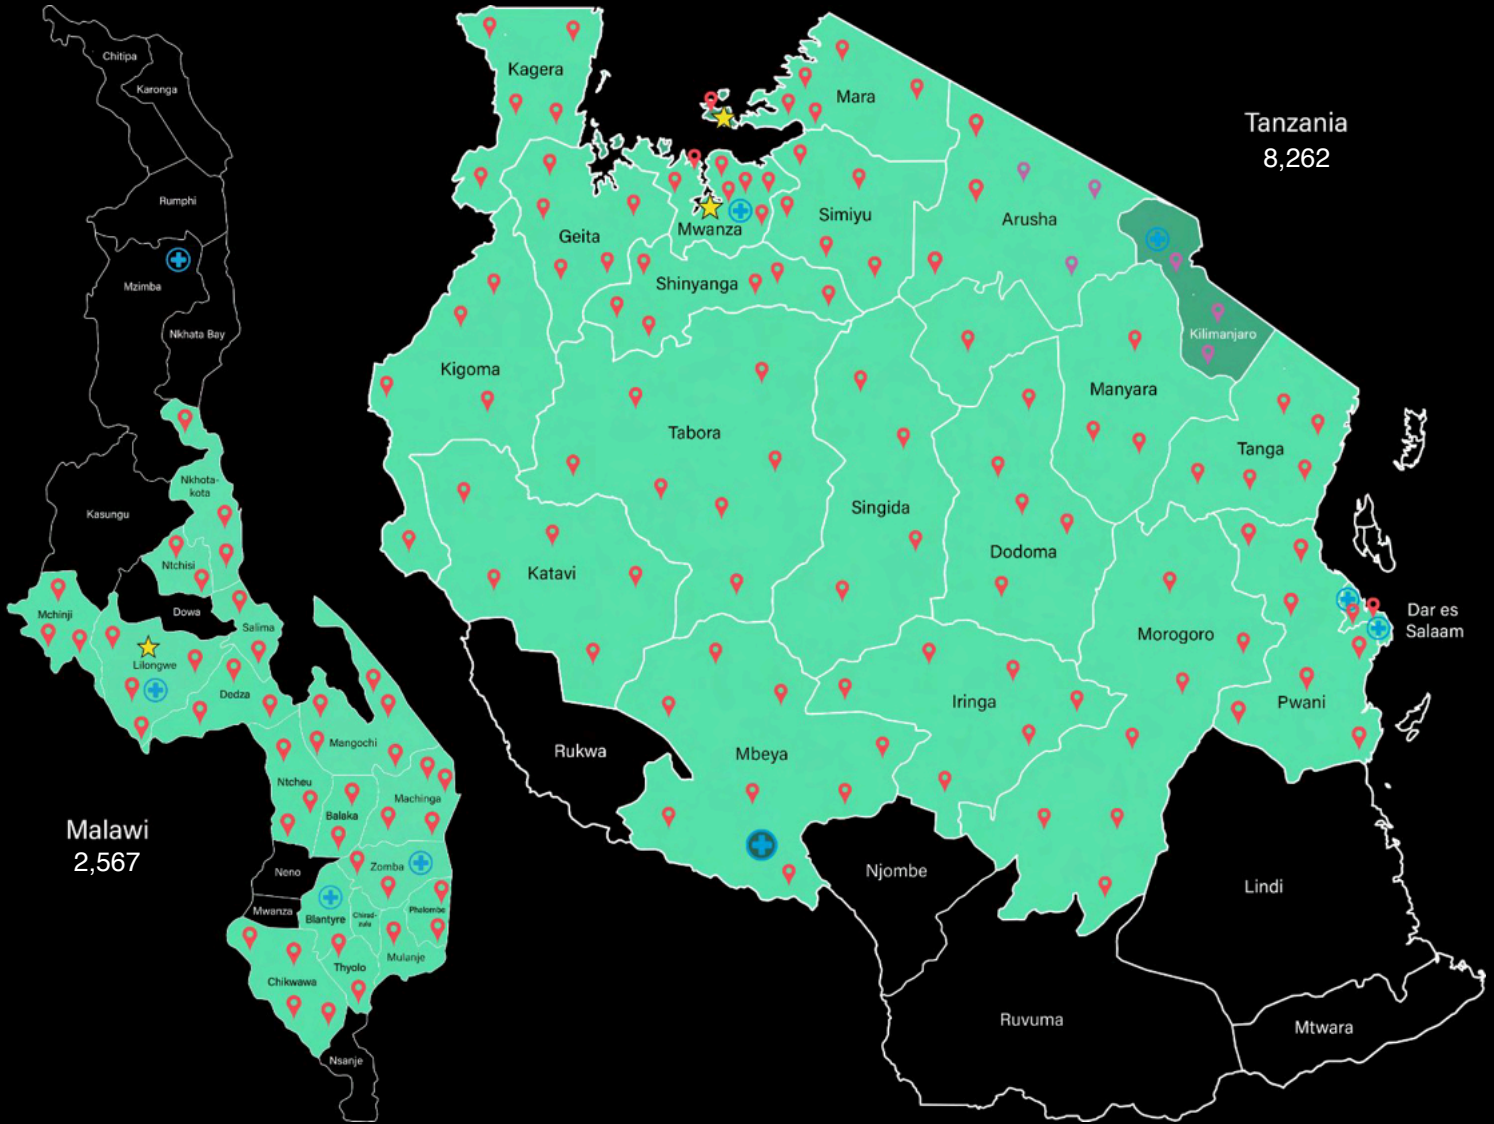 Chitipa
Karonga
Rumphi
Mzimba
Nkhata Bay
Nkhota-
kota
Kasungu
Ntchisi
Dowa
Mchinji
Salima
Lilongwe
Dedza
Mangochi
Ntcheu
Machinga
Balaka
Zomba
Neno
Mwanza
Blantyre
Chirad-
zulu
Phalombe
Mulanje
Thyolo
Chikwawa
Nsanje
Malawi
2,567
Kagera
Mara
Tanzania
8,262
Arusha
Simiyu
Mwanza
Geita
Shinyanga
Kilimanjaro
Kigoma
Manyara
Tabora
Tanga
Singida
Dodoma
Katavi
Dar es
Salaam
Morogoro
Iringa
Pwani
Rukwa
Mbeya
Njombe
Lindi
Ruvuma
Mtwara